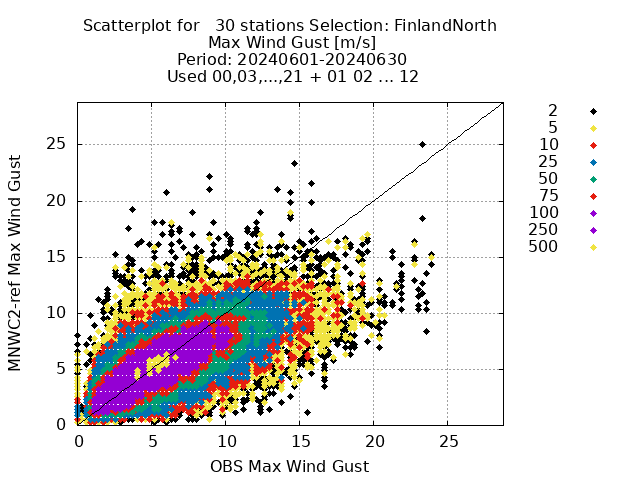 Scatterplot for 30 stations Selection: FinlandNorth
Max Wind Gust [m/s]
Period: 20240601-20240630
Used 00,03,...,21 + 01 02 ... 12
MNWC2-ref Max Wind Gust
25
20
15
10
5
0
0 5 10 15 20 25
OBS Max Wind Gust
2
5
10
25
50
75
100
250
500